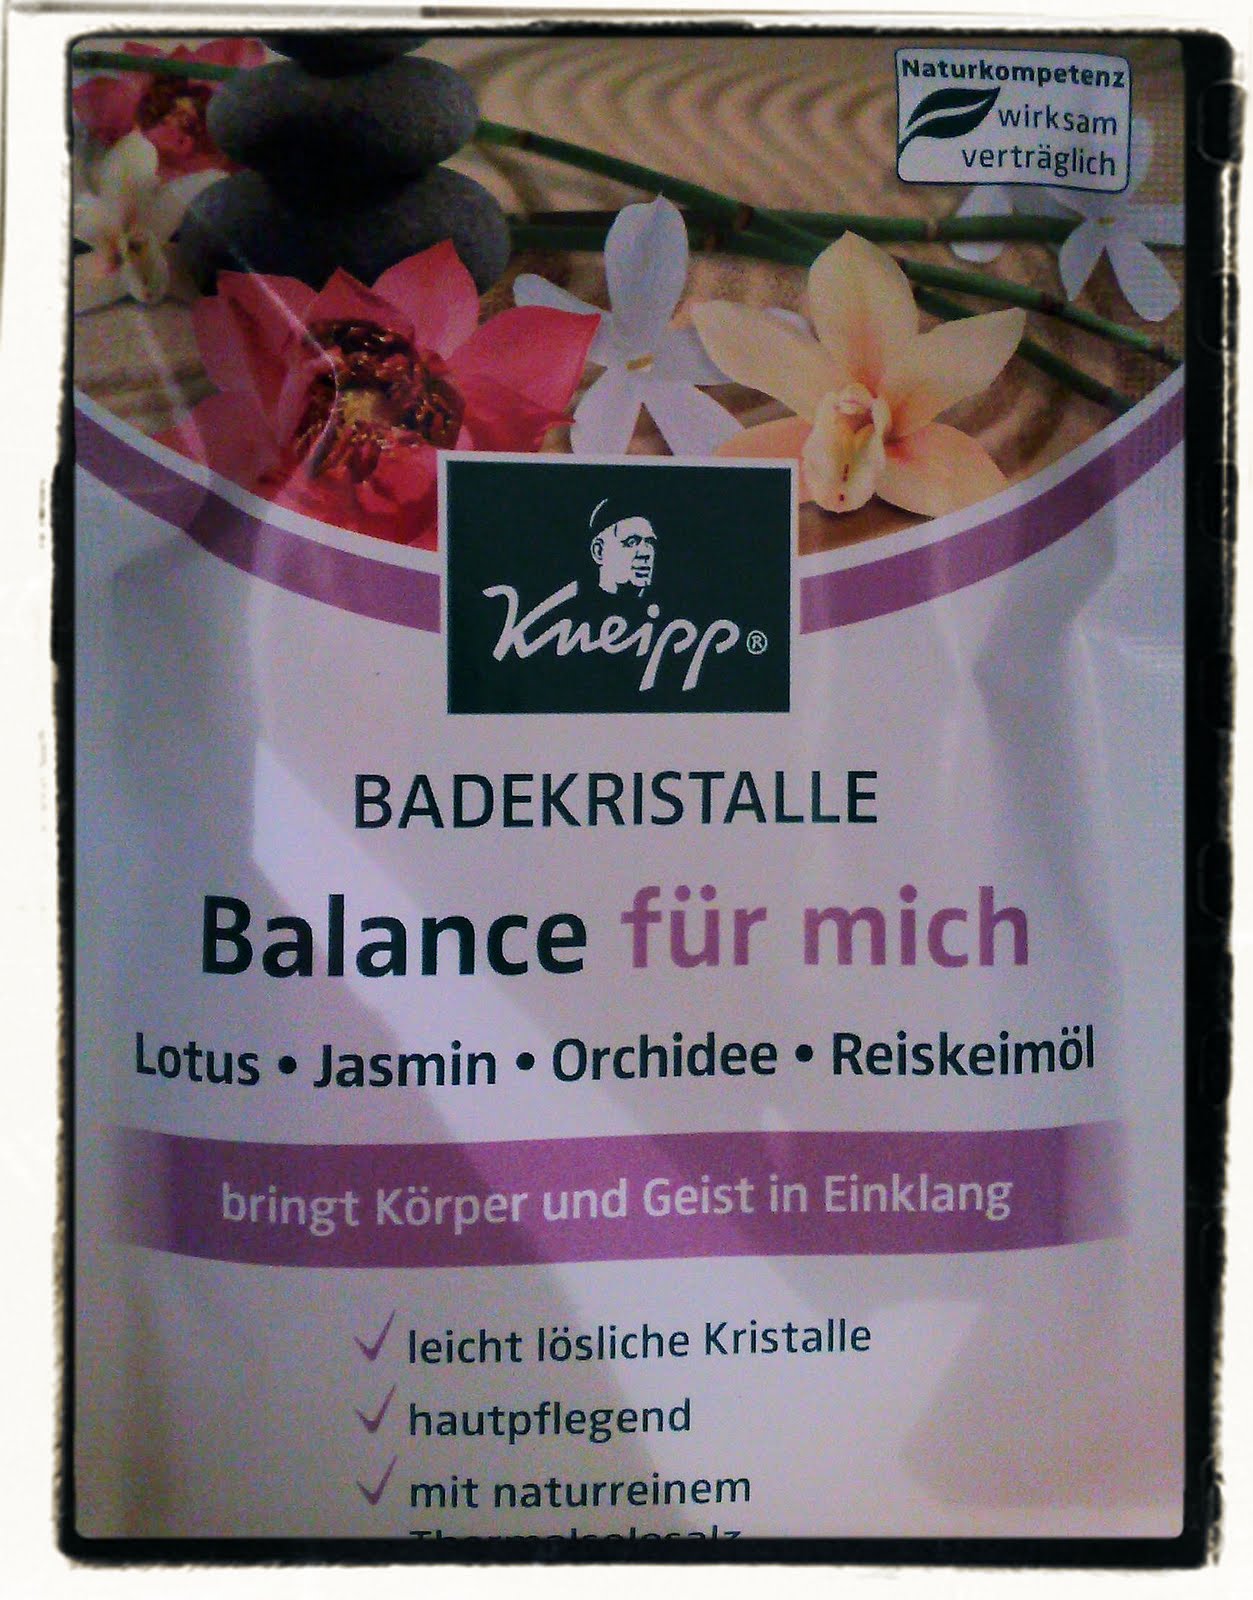 Naturkompetenz
wirksam
verträglich
Kneipp®
BADEKRISTALLE
Balance für mich
Lotus • Jasmin • Orchidee • Reiskeimöl
bringt Körper und Geist in Einklang
✓ leicht lösliche Kristalle
✓ hautpflegend
✓ mit naturreinem